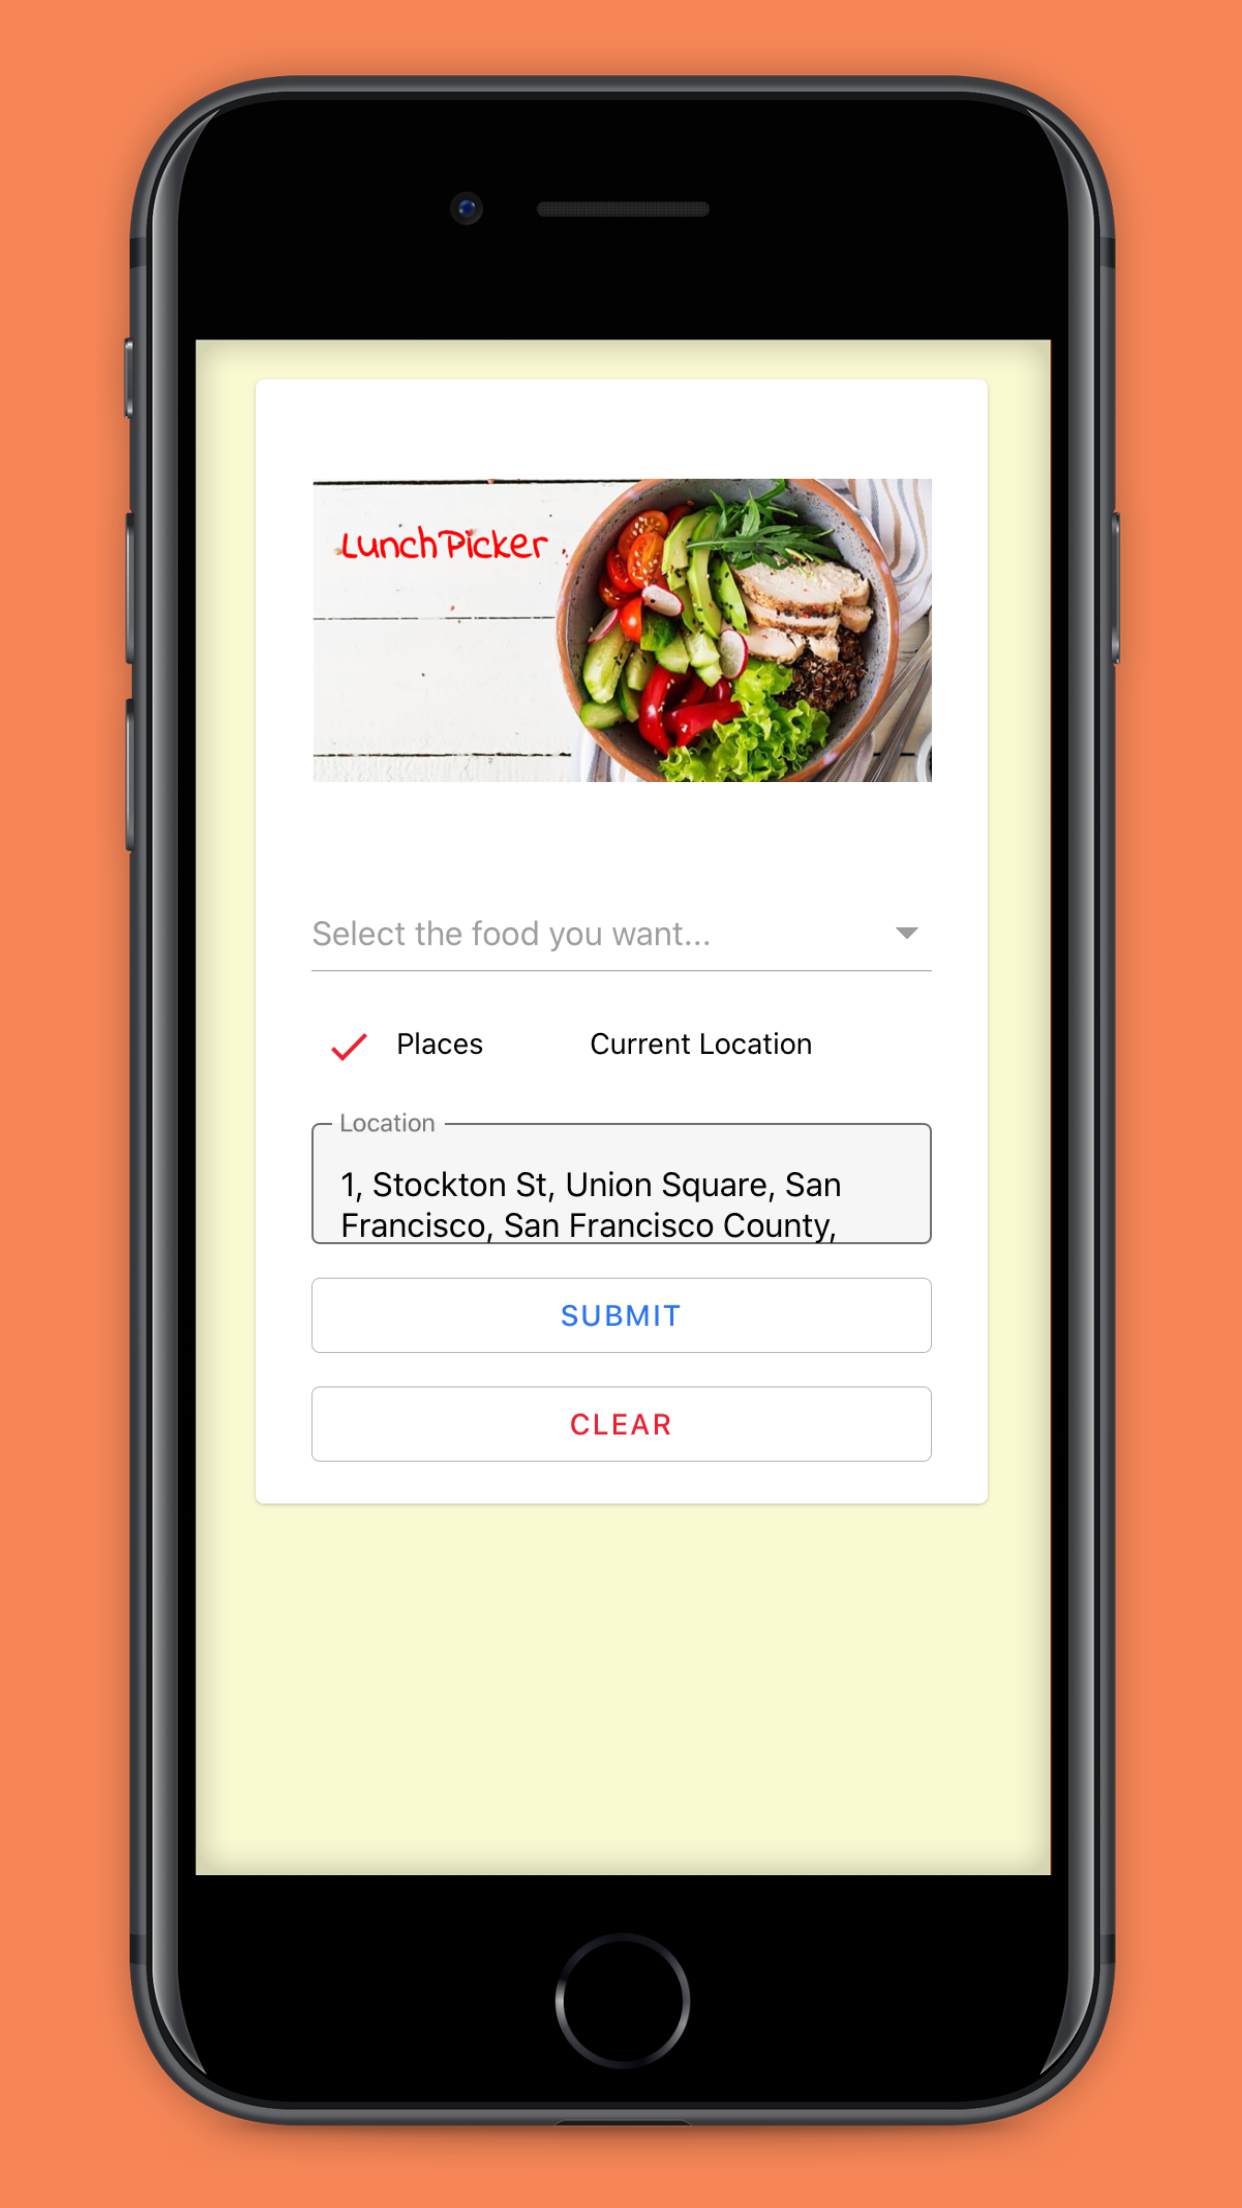 LunchPicker
Select the food you want...
Places
Current Location
Location
1, Stockton St, Union Square, San
Francisco, San Francisco County,
SUBMIT
CLEAR